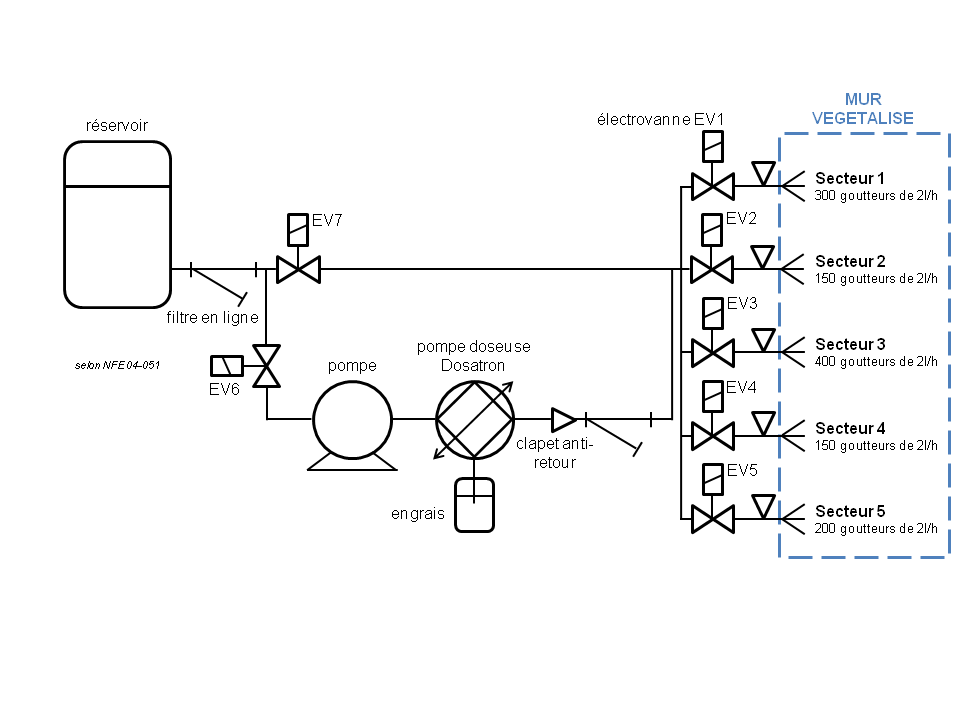 MUR
VEGETALISE
réservoir
électrovanne EV1
Secteur 1
300 goutteurs de 2l/h
EV7
EV2
Secteur 2
150 goutteurs de 2l/h
filtre en ligne
EV3
Secteur 3
400 goutteurs de 2l/h
selon NFE 04-051
EV6
pompe
pompe doseuse
Dosatron
EV4
Secteur 4
150 goutteurs de 2l/h
clapet anti-
retour
EV5
engrais
Secteur 5
200 goutteurs de 2l/h